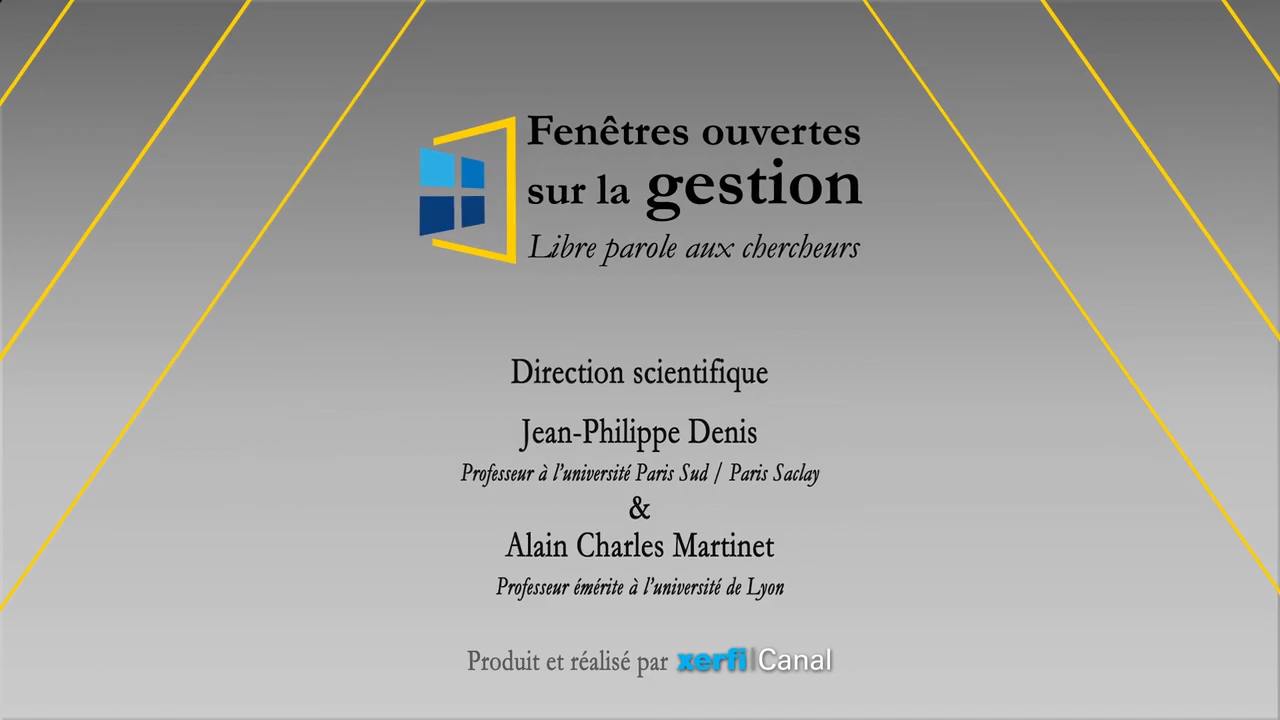 Fenêtres ouvertes
sur la gestion
Libre parole aux chercheurs
Direction scientifique
Jean-Philippe Denis
Professeur à l'université Paris Sud / Paris Saclay
&
Alain Charles Martinet
Professeur émérite à l'université de Lyon
Produit et réalisé par xerfi|Canal